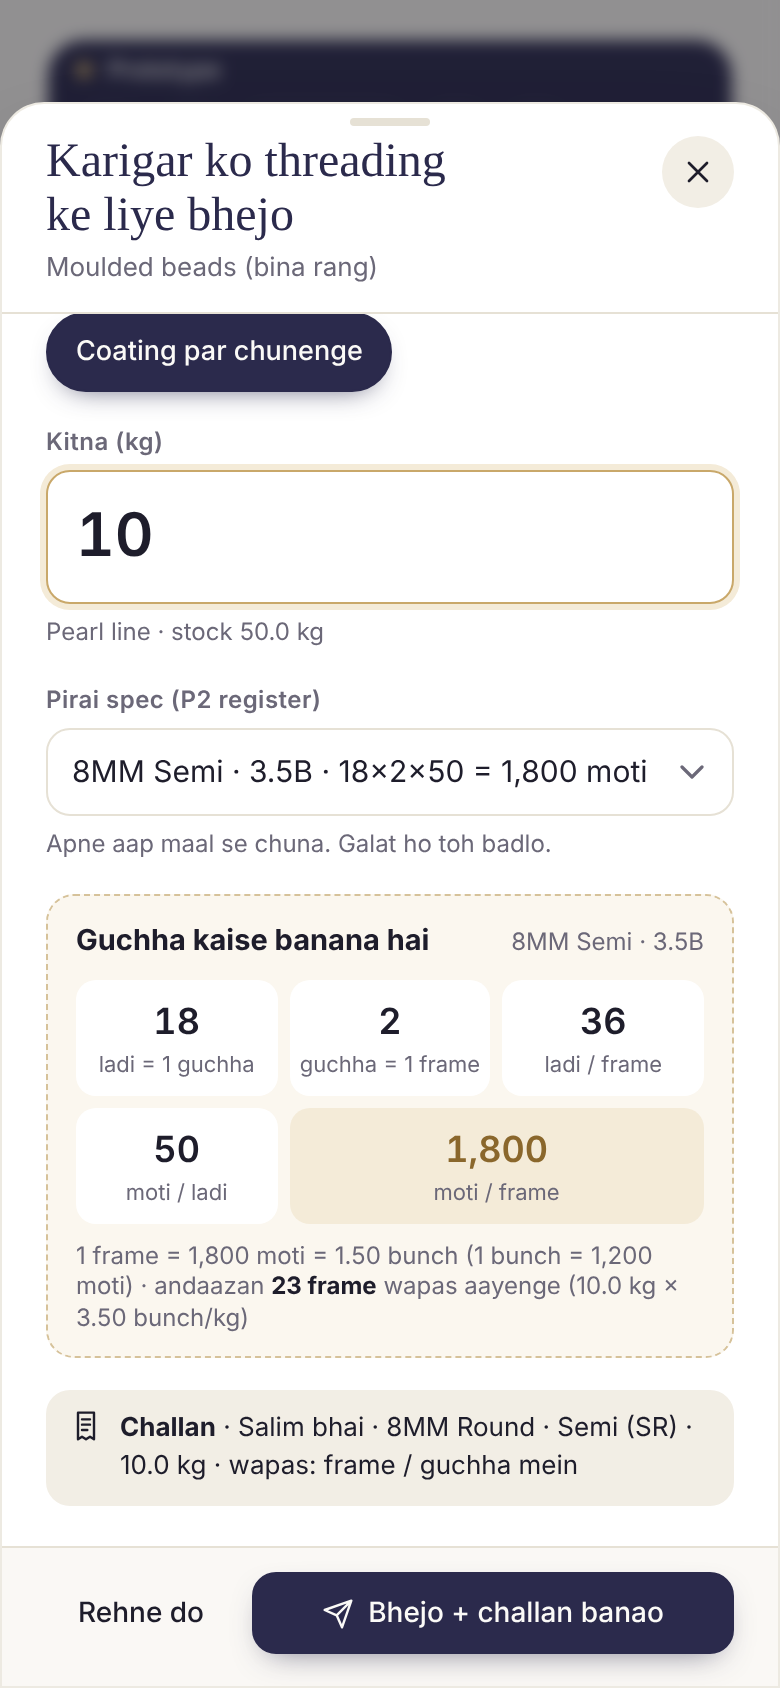 Prototype
Karigar ko threading
ke liye bhejo
Moulded beads (bina rang)
Coating par chunenge
Kitna (kg)
10
Pearl line · stock 50.0 kg
Pirai spec (P2 register)
8MM Semi · 3.5B · 18×2×50 = 1,800 moti
Apne aap maal se chuna. Galat ho toh badlo.
Guchha kaise banana hai
8MM Semi · 3.5B
18
ladi = 1 guchha
2
guchha = 1 frame
36
ladi / frame
50
moti / ladi
1,800
moti / frame
1 frame = 1,800 moti = 1.50 bunch (1 bunch = 1,200
moti) · andaazan 23 frame wapas aayenge (10.0 kg ×
3.50 bunch/kg)
Challan · Salim bhai · 8MM Round · Semi (SR) ·
10.0 kg · wapas: frame / guchha mein
Rehne do
Bhejo + challan banao